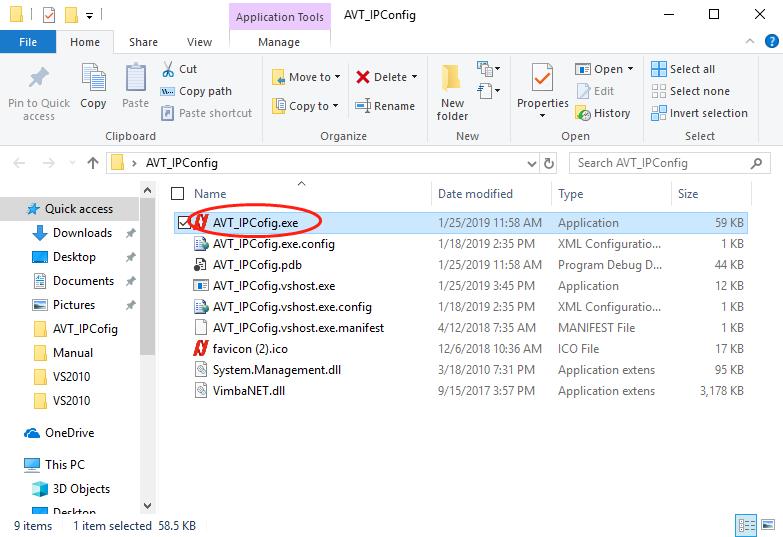 Application Tools AVT_IPConfig
File Home Share View Manage
Pin to Quick access
Copy
Paste
Cut
Copy path
Paste shortcut
Clipboard
Move to
Copy to
Delete
Rename
Organize
New folder
New
Properties
Open
Edit
History
Open
Select all
Select none
Invert selection
Select
AVT_IPConfig
Search AVT_IPConfig
Quick access
Downloads
Desktop
Documents
Pictures
AVT_IPCofig
Manual
VS2010
VS2010
OneDrive
This PC
3D Objects
Desktop
Name Date modified Type Size
AVT_IPCofig.exe 1/25/2019 11:58 AM Application 59 KB
AVT_IPCofig.exe.config 1/18/2019 2:35 PM XML Configuratio... 1 KB
AVT_IPCofig.pdb 1/25/2019 11:58 AM Program Debug D... 44 KB
AVT_IPCofig.vshost.exe 1/25/2019 3:45 PM Application 12 KB
AVT_IPCofig.vshost.exe.config 1/18/2019 2:35 PM XML Configuratio... 1 KB
AVT_IPCofig.vshost.exe.manifest 4/12/2018 7:35 AM MANIFEST File 1 KB
favicon (2).ico 12/6/2018 10:36 AM ICO File 17 KB
System.Management.dll 3/18/2010 7:31 PM Application extens 95 KB
VimbaNET.dll 9/15/2017 3:57 PM Application extens 3,178 KB
9 items 1 item selected 58.5 KB